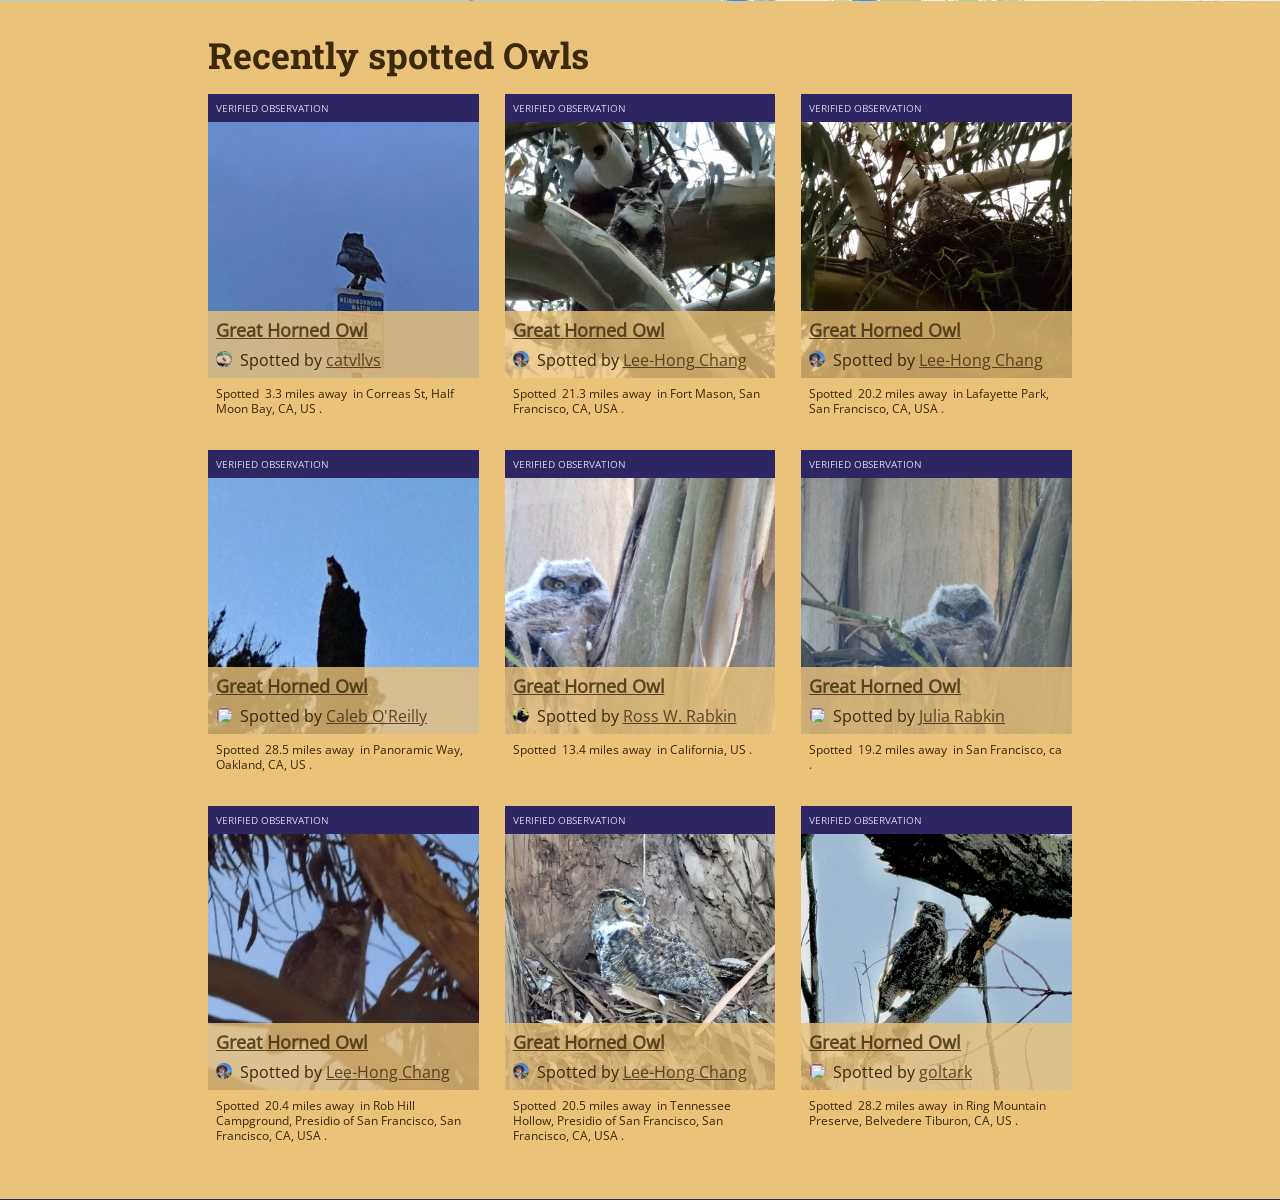 Recently spotted Owls
VERIFIED OBSERVATION
NEIGHBORHOOD
WATCH
Great Horned Owl
Spotted by catvllvs
Spotted 3.3 miles away in Correas St, Half
Moon Bay, CA, US .
VERIFIED OBSERVATION
Great Horned Owl
Spotted by Lee-Hong Chang
Spotted 21.3 miles away in Fort Mason, San
Francisco, CA, USA .
VERIFIED OBSERVATION
Great Horned Owl
Spotted by Lee-Hong Chang
Spotted 20.2 miles away in Lafayette Park,
San Francisco, CA, USA .
VERIFIED OBSERVATION
Great Horned Owl
Spotted by Caleb O'Reilly
Spotted 28.5 miles away in Panoramic Way,
Oakland, CA, US .
VERIFIED OBSERVATION
Great Horned Owl
Spotted by Ross W. Rabkin
Spotted 13.4 miles away in California, US .
VERIFIED OBSERVATION
Great Horned Owl
Spotted by Julia Rabkin
Spotted 19.2 miles away in San Francisco, ca
.
VERIFIED OBSERVATION
Great Horned Owl
Spotted by Lee-Hong Chang
Spotted 20.4 miles away in Rob Hill
Campground, Presidio of San Francisco, San
Francisco, CA, USA .
VERIFIED OBSERVATION
Great Horned Owl
Spotted by Lee-Hong Chang
Spotted 20.5 miles away in Tennessee
Hollow, Presidio of San Francisco, San
Francisco, CA, USA .
VERIFIED OBSERVATION
Great Horned Owl
Spotted by goltark
Spotted 28.2 miles away in Ring Mountain
Preserve, Belvedere Tiburon, CA, US .